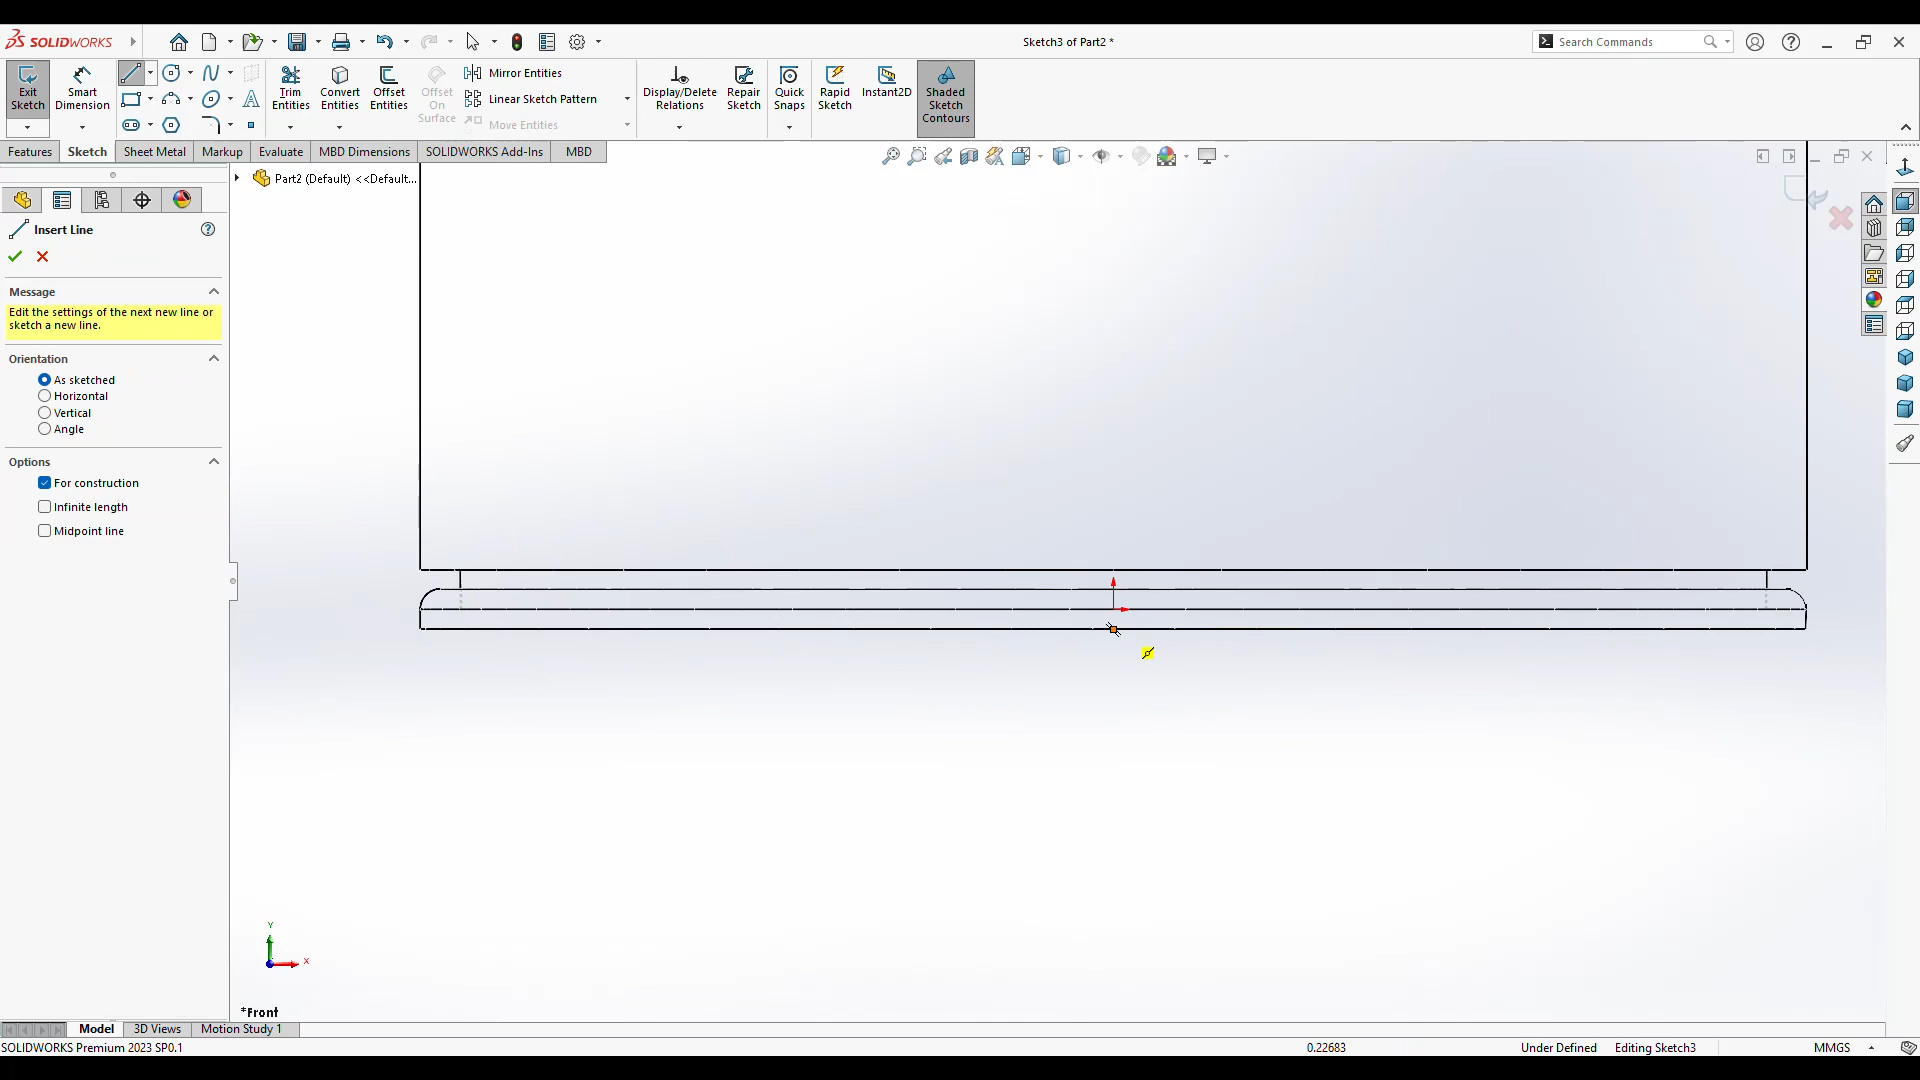 SOLIDWORKS
Sketch3 of Part2 *
Search Commands
Exit Sketch
Smart Dimension
Trim Entities
Convert Entities
Offset Entities
Offset On Surface
Mirror Entities
Linear Sketch Pattern
Move Entities
Display/Delete Relations
Repair Sketch
Quick Snaps
Rapid Sketch
Instant2D
Shaded Sketch Contours
Features
Sketch
Sheet Metal
Markup
Evaluate
MBD Dimensions
SOLIDWORKS Add-Ins
MBD
Part2 (Default) <<Default...
Insert Line
Message
Edit the settings of the next new line or
sketch a new line.
Orientation
As sketched
Horizontal
Vertical
Angle
Options
For construction
Infinite length
Midpoint line
Y
X
*Front
Model
3D Views
Motion Study 1
SOLIDWORKS Premium 2023 SP0.1
0.22683
Under Defined
Editing Sketch3
MMGS